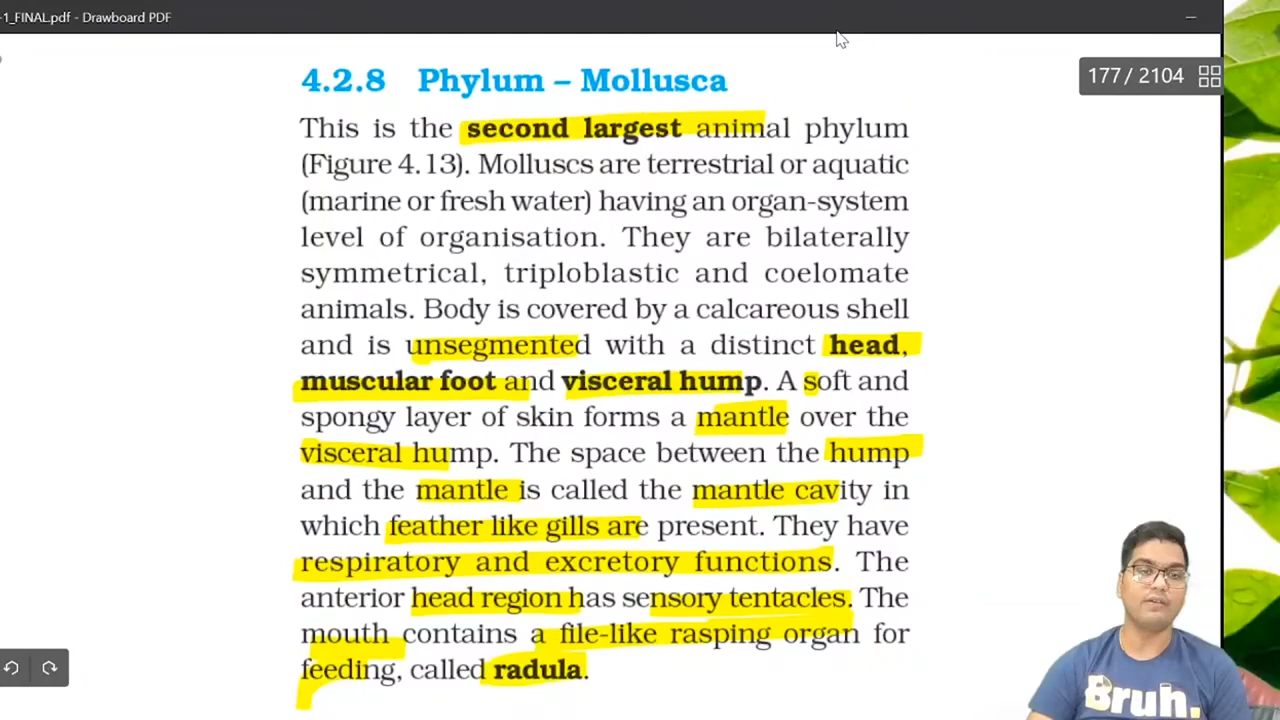 -1_FINAL.pdf - Drawboard PDF
177 / 2104
4.2.8 Phylum – Mollusca
This is the second largest animal phylum
(Figure 4.13). Molluscs are terrestrial or aquatic
(marine or fresh water) having an organ-system
level of organisation. They are bilaterally
symmetrical, triploblastic and coelomate
animals. Body is covered by a calcareous shell
and is unsegmented with a distinct head,
muscular foot and visceral hump. A soft and
spongy layer of skin forms a mantle over the
visceral hump. The space between the hump
and the mantle is called the mantle cavity in
which feather like gills are present. They have
respiratory and excretory functions. The
anterior head region has sensory tentacles. The
mouth contains a file-like rasping organ for
feeding, called radula.
Bruh.